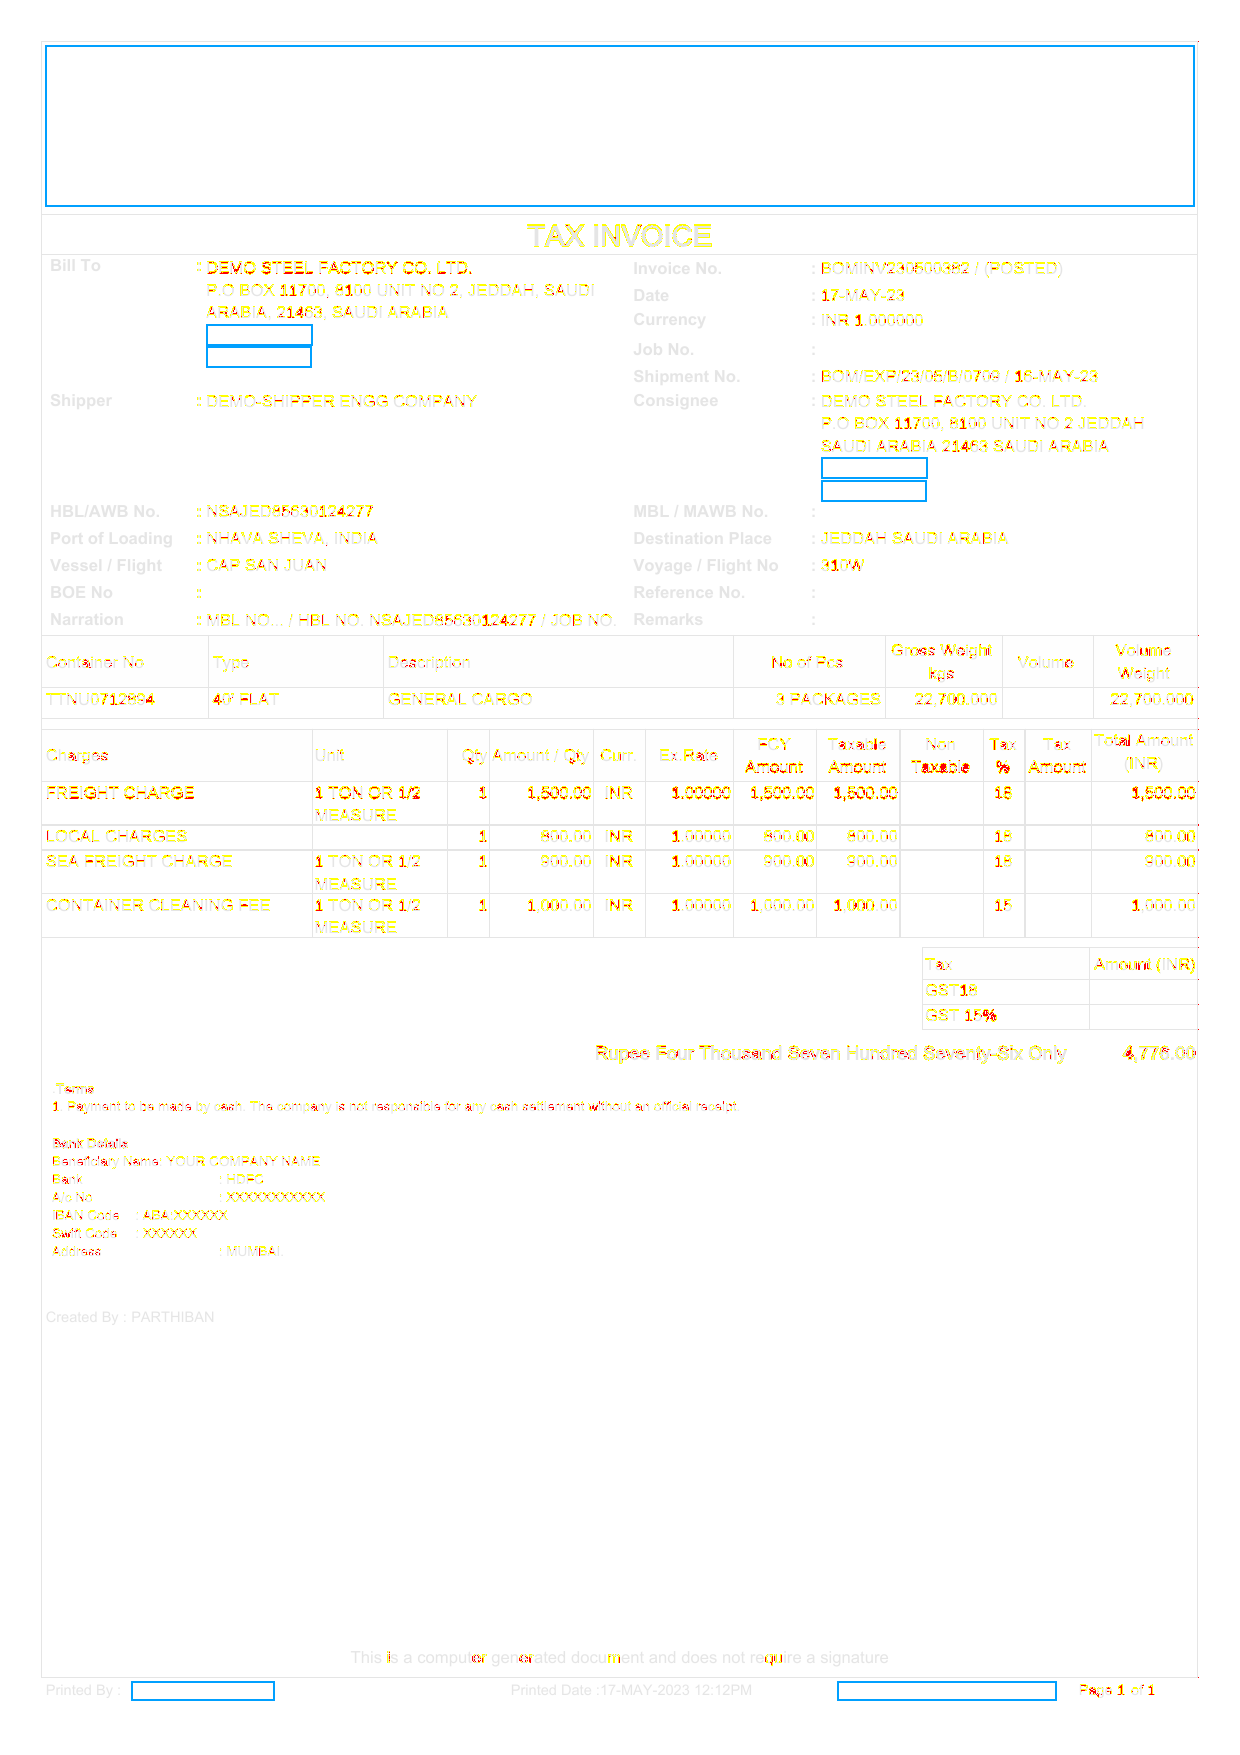 TAX INVOICE
Bill To : DEMO STEEL FACTORY CO. LTD.
P.O BOX 11700, 8100 UNIT NO 2, JEDDAH, SAUDI
ARABIA, 21463, SAUDI ARABIA
Invoice No. : BOMINV230500392 / (POSTED)
Date : 17-MAY-23
Currency : INR 1.000000
Job No. :
Shipment No. : BOM/EXP/23/05/B/0700 / 16-MAY-23
Shipper : DEMO-SHIPPER ENGG COMPANY
Consignee : DEMO STEEL FACTORY CO. LTD.
P.O BOX 11700, 8100 UNIT NO 2 JEDDAH
SAUDI ARABIA 21463 SAUDI ARABIA
HBL/AWB No. :
MBL / MAWB No. :
Port of Loading : NHAVA SHEVA, INDIA
Destination Place : JEDDAH SAUDI ARABIA
Vessel / Flight : CAP SAN JUAN
Voyage / Flight No :
BOE No :
Reference No. :
Narration : MBL NO... / HBL NO. NSAJED85630124277 / JOB NO.
Remarks :
Container No Type Description No of Pcs Gross Weight kgs Volume Volume Weight
40' FLAT GENERAL CARGO 3 PACKAGES 22,700.000 22,700.000
Charges Unit Qty Amount / Qty Curr. Ex.Rate FCY Amount Taxable Amount Non Taxable Tax % Tax Amount Total Amount (INR)
FREIGHT CHARGE 1 TON OR 1/2 MEASURE 1 1,500.00 INR 1.00000 1,500.00 1,500.00 18 1,500.00
LOCAL CHARGES 1 600.00 INR 1.00000 600.00 600.00 18 600.00
SEA FREIGHT CHARGE 1 TON OR 1/2 MEASURE 1 900.00 INR 1.00000 900.00 900.00 18 900.00
CONTAINER CLEANING FEE 1 TON OR 1/2 MEASURE 1 1,000.00 INR 1.00000 1,000.00 1,000.00 15 1,000.00
Tax Amount (INR)
GST18
GST 15%
Rupee Four Thousand Seven Hundred Seventy-Six Only 4,776.00
Terms
1. Payment to be made by cash. The company is not responsible for any cash settlement without an official receipt.
Bank Details
Beneficiary Name: YOUR COMPANY NAME
Bank : HDFC
A/c No : XXXXXXXXXXXX
IBAN Code : ABA:XXXXXX
Swift Code : XXXXXXX
Address : MUMBAI.
Created By : PARTHIBAN
This is a computer generated document and does not require a signature
Printed By :
Printed Date :17-MAY-2023 12:12PM
Page 1 of 1